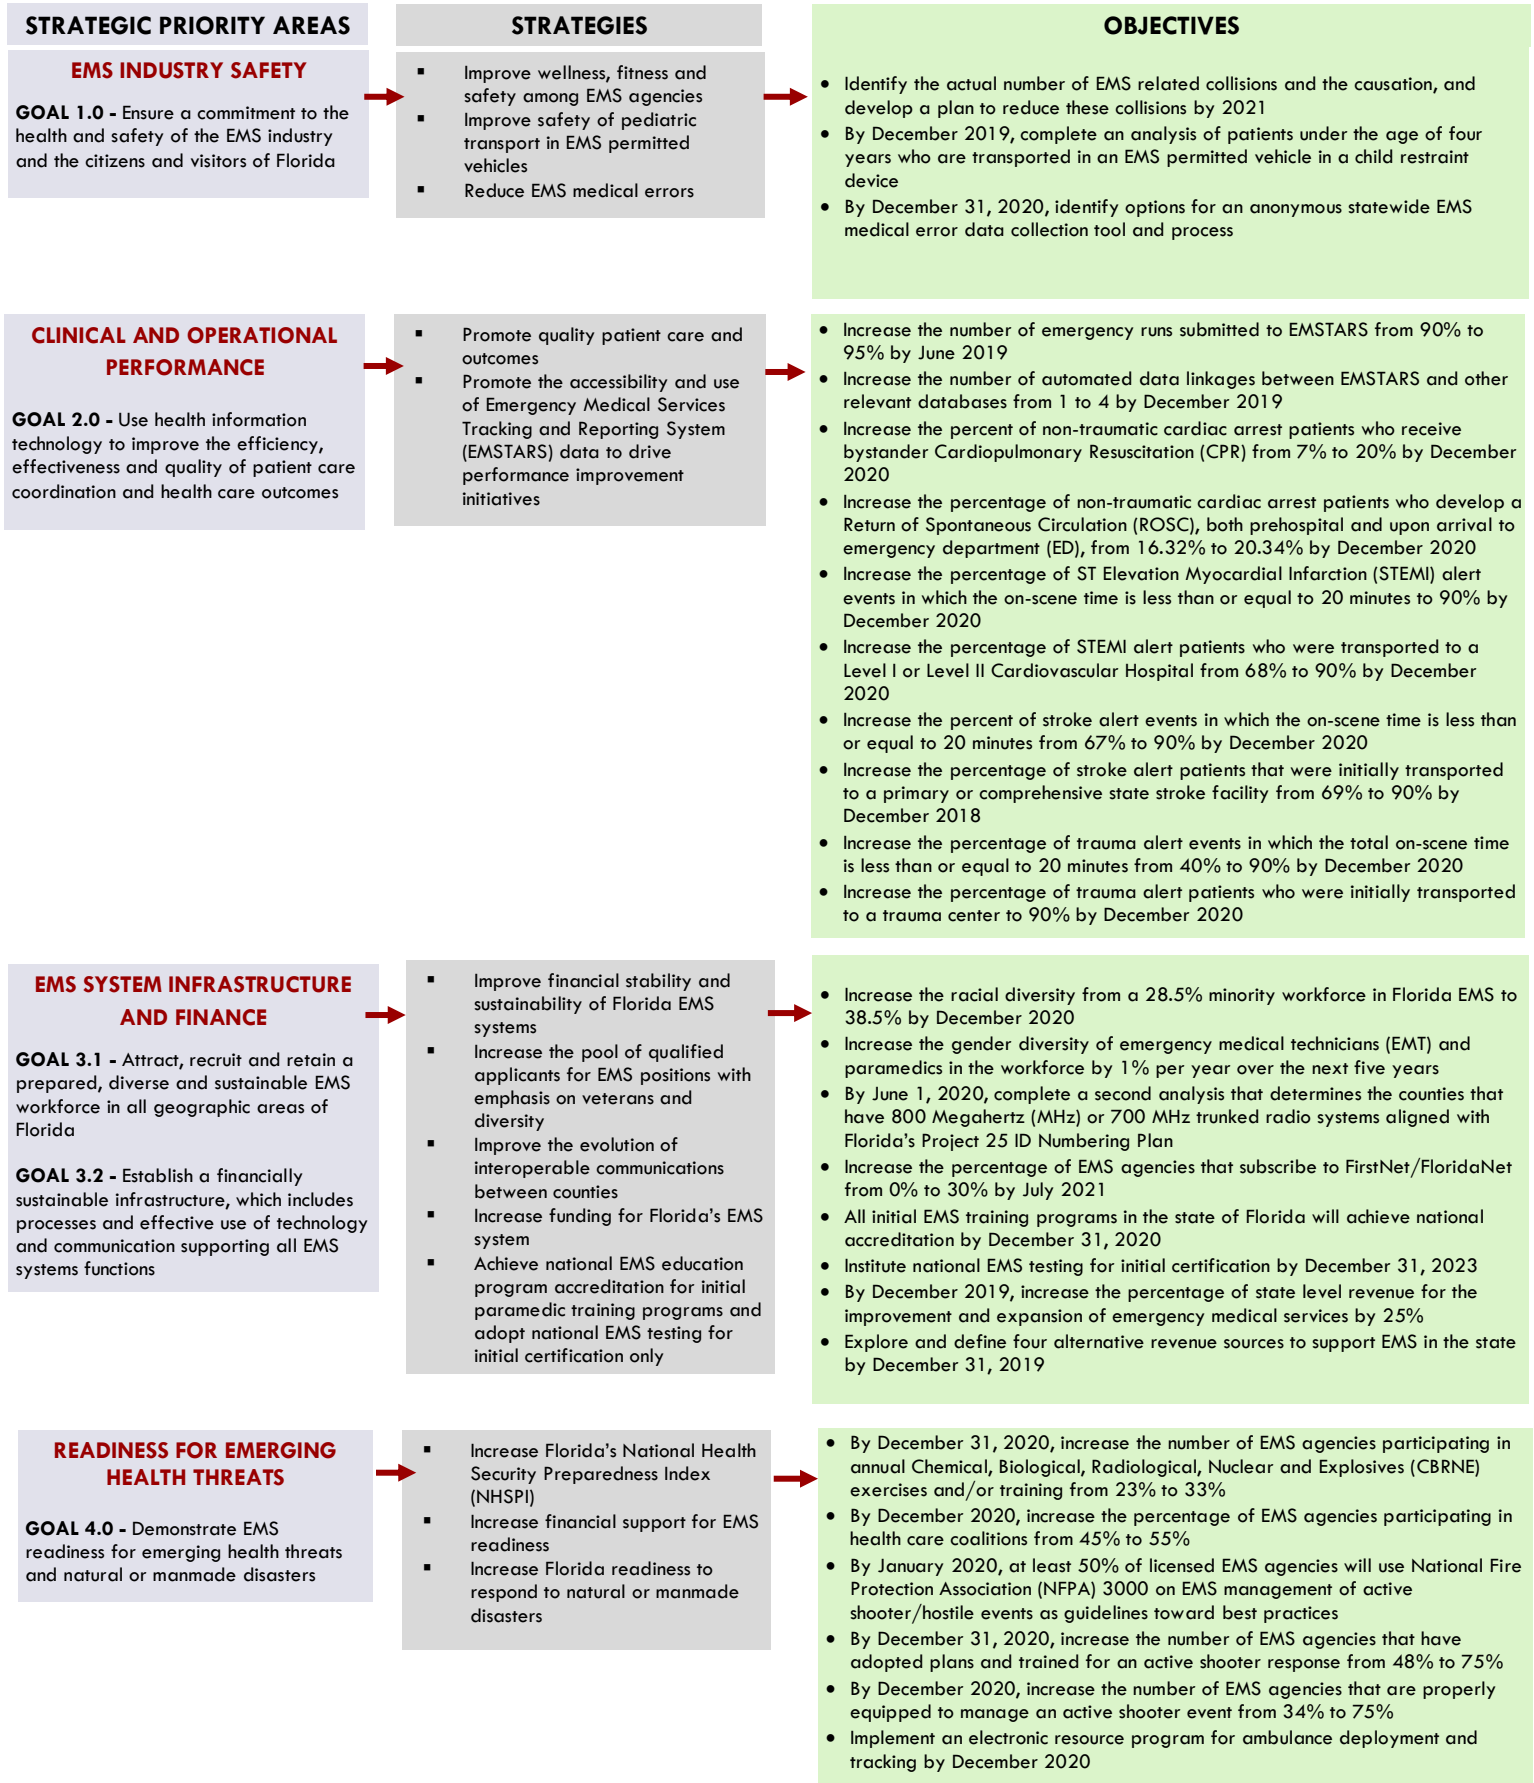 STRATEGIC PRIORITY AREAS
STRATEGIES
OBJECTIVES
EMS INDUSTRY SAFETY
GOAL 1.0 - Ensure a commitment to the
health and safety of the EMS industry
and the citizens and visitors of Florida
▪ Improve wellness, fitness and
safety among EMS agencies
▪ Improve safety of pediatric
transport in EMS permitted
vehicles
▪ Reduce EMS medical errors
• Identify the actual number of EMS related collisions and the causation, and
develop a plan to reduce these collisions by 2021
• By December 2019, complete an analysis of patients under the age of four
years who are transported in an EMS permitted vehicle in a child restraint
device
• By December 31, 2020, identify options for an anonymous statewide EMS
medical error data collection tool and process
CLINICAL AND OPERATIONAL
PERFORMANCE
GOAL 2.0 - Use health information
technology to improve the efficiency,
effectiveness and quality of patient care
coordination and health care outcomes
▪ Promote quality patient care and
outcomes
▪ Promote the accessibility and use
of Emergency Medical Services
Tracking and Reporting System
(EMSTARS) data to drive
performance improvement
initiatives
• Increase the number of emergency runs submitted to EMSTARS from 90% to
95% by June 2019
• Increase the number of automated data linkages between EMSTARS and other
relevant databases from 1 to 4 by December 2019
• Increase the percent of non-traumatic cardiac arrest patients who receive
bystander Cardiopulmonary Resuscitation (CPR) from 7% to 20% by December
2020
• Increase the percentage of non-traumatic cardiac arrest patients who develop a
Return of Spontaneous Circulation (ROSC), both prehospital and upon arrival to
emergency department (ED), from 16.32% to 20.34% by December 2020
• Increase the percentage of ST Elevation Myocardial Infarction (STEMI) alert
events in which the on-scene time is less than or equal to 20 minutes to 90% by
December 2020
• Increase the percentage of STEMI alert patients who were transported to a
Level I or Level II Cardiovascular Hospital from 68% to 90% by December
2020
• Increase the percent of stroke alert events in which the on-scene time is less than
or equal to 20 minutes from 67% to 90% by December 2020
• Increase the percentage of stroke alert patients that were initially transported
to a primary or comprehensive state stroke facility from 69% to 90% by
December 2018
• Increase the percentage of trauma alert events in which the total on-scene time
is less than or equal to 20 minutes from 40% to 90% by December 2020
• Increase the percentage of trauma alert patients who were initially transported
to a trauma center to 90% by December 2020
EMS SYSTEM INFRASTRUCTURE
AND FINANCE
GOAL 3.1 - Attract, recruit and retain a
prepared, diverse and sustainable EMS
workforce in all geographic areas of
Florida
GOAL 3.2 - Establish a financially
sustainable infrastructure, which includes
processes and effective use of technology
and communication supporting all EMS
systems functions
▪ Improve financial stability and
sustainability of Florida EMS
systems
▪ Increase the pool of qualified
applicants for EMS positions with
emphasis on veterans and
diversity
▪ Improve the evolution of
interoperable communications
between counties
▪ Increase funding for Florida's EMS
system
▪ Achieve national EMS education
program accreditation for initial
paramedic training programs and
adopt national EMS testing for
initial certification only
• Increase the racial diversity from a 28.5% minority workforce in Florida EMS to
38.5% by December 2020
• Increase the gender diversity of emergency medical technicians (EMT) and
paramedics in the workforce by 1% per year over the next five years
• By June 1, 2020, complete a second analysis that determines the counties that
have 800 Megahertz (MHz) or 700 MHz trunked radio systems aligned with
Florida's Project 25 ID Numbering Plan
• Increase the percentage of EMS agencies that subscribe to FirstNet/FloridaNet
from 0% to 30% by July 2021
• All initial EMS training programs in the state of Florida will achieve national
accreditation by December 31, 2020
• Institute national EMS testing for initial certification by December 31, 2023
• By December 2019, increase the percentage of state level revenue for the
improvement and expansion of emergency medical services by 25%
• Explore and define four alternative revenue sources to support EMS in the state
by December 31, 2019
READINESS FOR EMERGING
HEALTH THREATS
GOAL 4.0 - Demonstrate EMS
readiness for emerging health threats
and natural or manmade disasters
▪ Increase Florida's National Health
Security Preparedness Index
(NHSPI)
▪ Increase financial support for EMS
readiness
▪ Increase Florida readiness to
respond to natural or manmade
disasters
• By December 31, 2020, increase the number of EMS agencies participating in
annual Chemical, Biological, Radiological, Nuclear and Explosives (CBRNE)
exercises and/or training from 23% to 33%
• By December 2020, increase the percentage of EMS agencies participating in
health care coalitions from 45% to 55%
• By January 2020, at least 50% of licensed EMS agencies will use National Fire
Protection Association (NFPA) 3000 on EMS management of active
shooter/hostile events as guidelines toward best practices
• By December 31, 2020, increase the number of EMS agencies that have
adopted plans and trained for an active shooter response from 48% to 75%
• By December 2020, increase the number of EMS agencies that are properly
equipped to manage an active shooter event from 34% to 75%
• Implement an electronic resource program for ambulance deployment and
tracking by December 2020